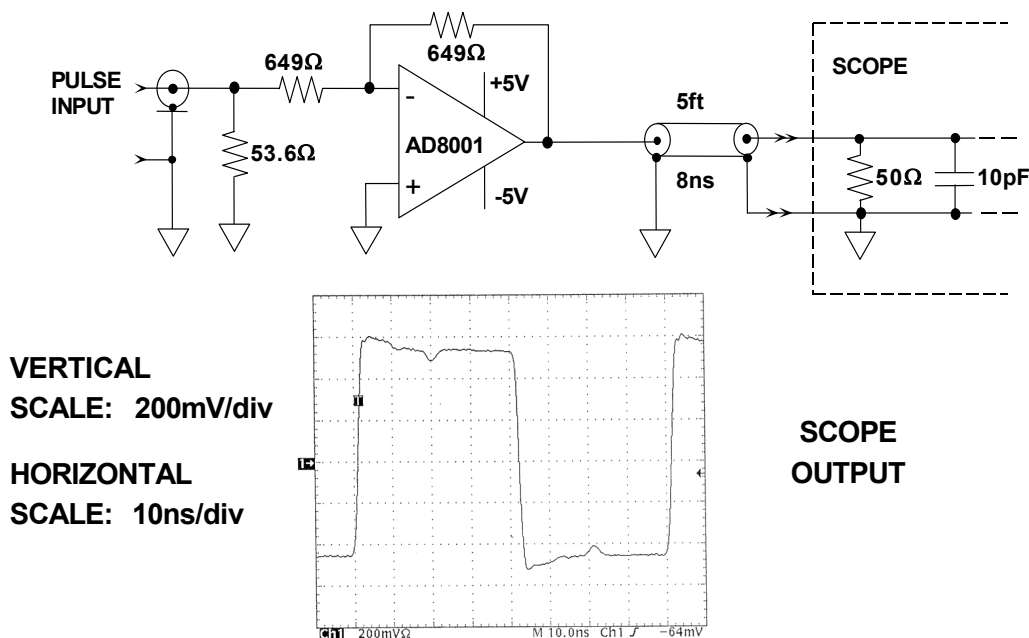 649Ω
649Ω
PULSE
INPUT
53.6Ω
-
+
AD8001
+5V
-5V
5ft
8ns
SCOPE
50Ω
10pF
VERTICAL
SCALE: 200mV/div
HORIZONTAL
SCALE: 10ns/div
T
1→
SCOPE
OUTPUT
Ch1 200mVΩ M 10.0ns Ch1 ∫ −64mV